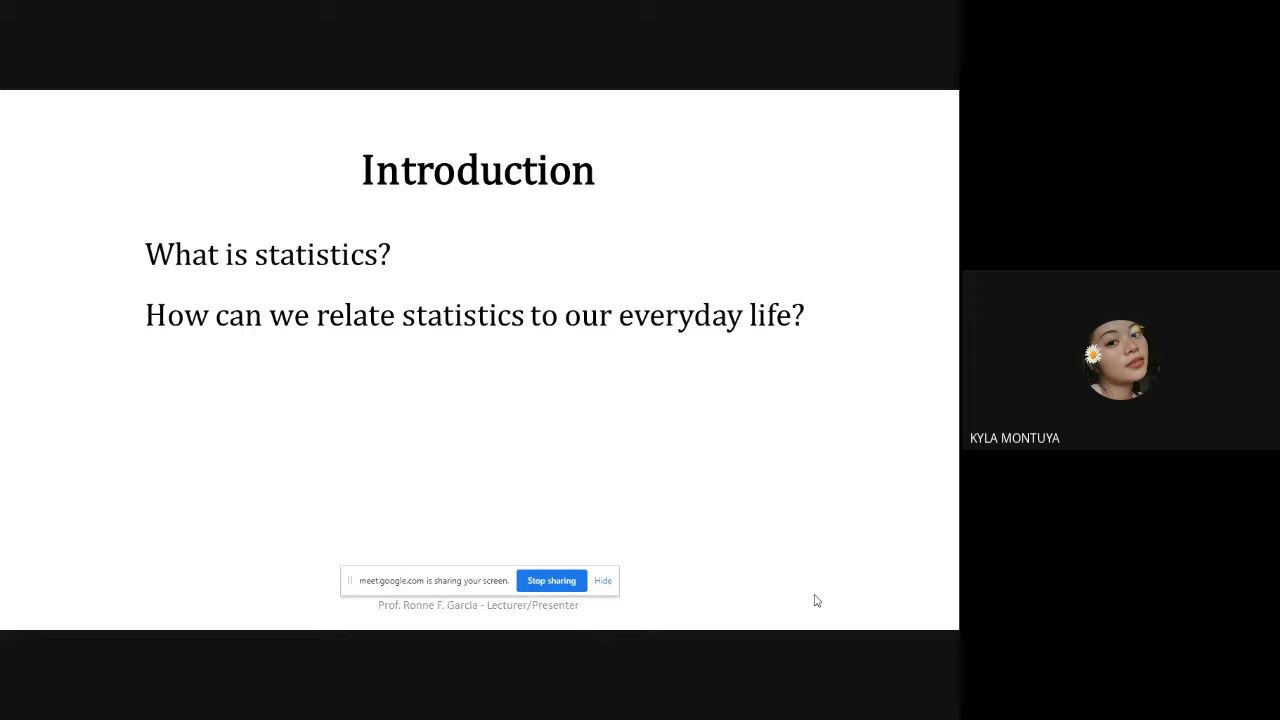 Introduction
What is statistics?
How can we relate statistics to our everyday life?
KYLA MONTUYA
meet.google.com is sharing your screen.
Stop sharing
Hide
Prof. Ronne F. Garcia - Lecturer/Presenter